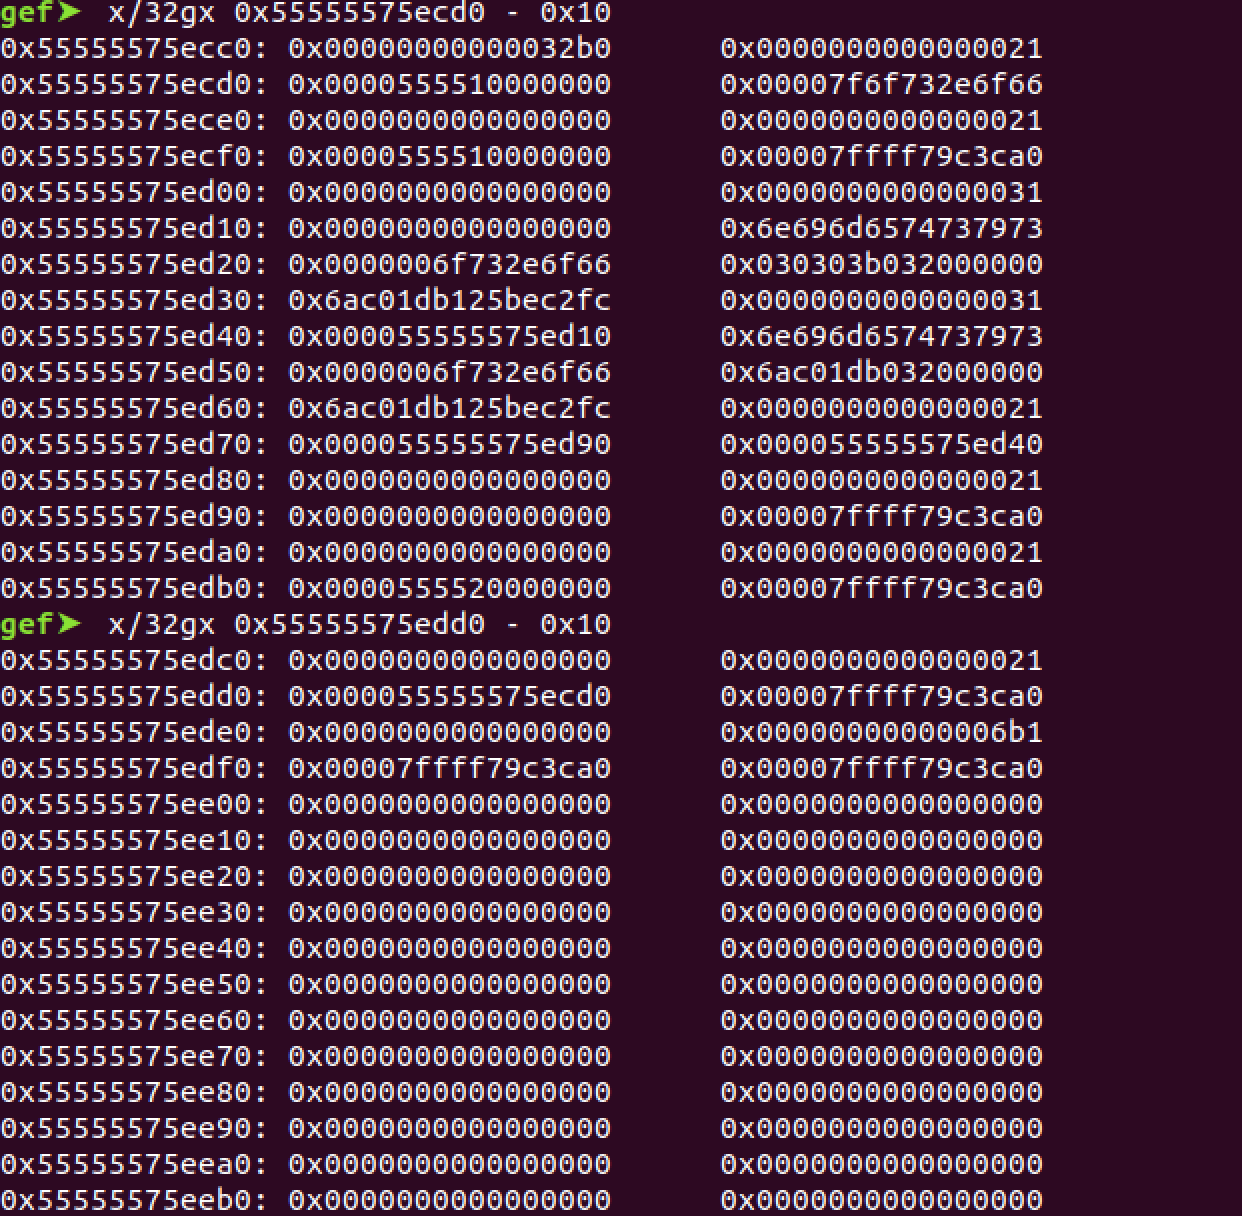 gef➤  x/32gx 0x55555575ecd0 - 0x10
0x55555575ecc0: 0x00000000000032b0 0x0000000000000021
0x55555575ecd0: 0x0000555510000000 0x00007f6f732e6f66
0x55555575ece0: 0x0000000000000000 0x0000000000000021
0x55555575ecf0: 0x0000555510000000 0x00007ffff79c3ca0
0x55555575ed00: 0x0000000000000000 0x0000000000000031
0x55555575ed10: 0x0000000000000000 0x6e696d6574737973
0x55555575ed20: 0x0000006f732e6f66 0x030303b032000000
0x55555575ed30: 0x6ac01db125bec2fc 0x0000000000000031
0x55555575ed40: 0x000055555575ed10 0x6e696d6574737973
0x55555575ed50: 0x0000006f732e6f66 0x6ac01db032000000
0x55555575ed60: 0x6ac01db125bec2fc 0x0000000000000021
0x55555575ed70: 0x000055555575ed90 0x000055555575ed40
0x55555575ed80: 0x0000000000000000 0x0000000000000021
0x55555575ed90: 0x0000000000000000 0x00007ffff79c3ca0
0x55555575eda0: 0x0000000000000000 0x0000000000000021
0x55555575edb0: 0x0000555520000000 0x00007ffff79c3ca0
gef➤  x/32gx 0x55555575edd0 - 0x10
0x55555575edc0: 0x0000000000000000 0x0000000000000021
0x55555575edd0: 0x000055555575ecd0 0x00007ffff79c3ca0
0x55555575ede0: 0x0000000000000000 0x00000000000006b1
0x55555575edf0: 0x00007ffff79c3ca0 0x00007ffff79c3ca0
0x55555575ee00: 0x0000000000000000 0x0000000000000000
0x55555575ee10: 0x0000000000000000 0x0000000000000000
0x55555575ee20: 0x0000000000000000 0x0000000000000000
0x55555575ee30: 0x0000000000000000 0x0000000000000000
0x55555575ee40: 0x0000000000000000 0x0000000000000000
0x55555575ee50: 0x0000000000000000 0x0000000000000000
0x55555575ee60: 0x0000000000000000 0x0000000000000000
0x55555575ee70: 0x0000000000000000 0x0000000000000000
0x55555575ee80: 0x0000000000000000 0x0000000000000000
0x55555575ee90: 0x0000000000000000 0x0000000000000000
0x55555575eea0: 0x0000000000000000 0x0000000000000000
0x55555575eeb0: 0x0000000000000000 0x0000000000000000